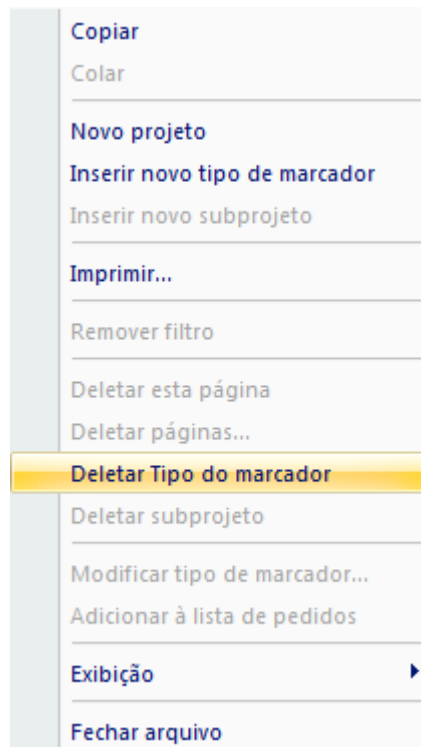 Copiar
Colar
Novo projeto
Inserir novo tipo de marcador
Inserir novo subprojeto
Imprimir...
Remover filtro
Deletar esta página
Deletar páginas...
Deletar Tipo do marcador
Deletar subprojeto
Modificar tipo de marcador...
Adicionar à lista de pedidos
Exibição
Fechar arquivo